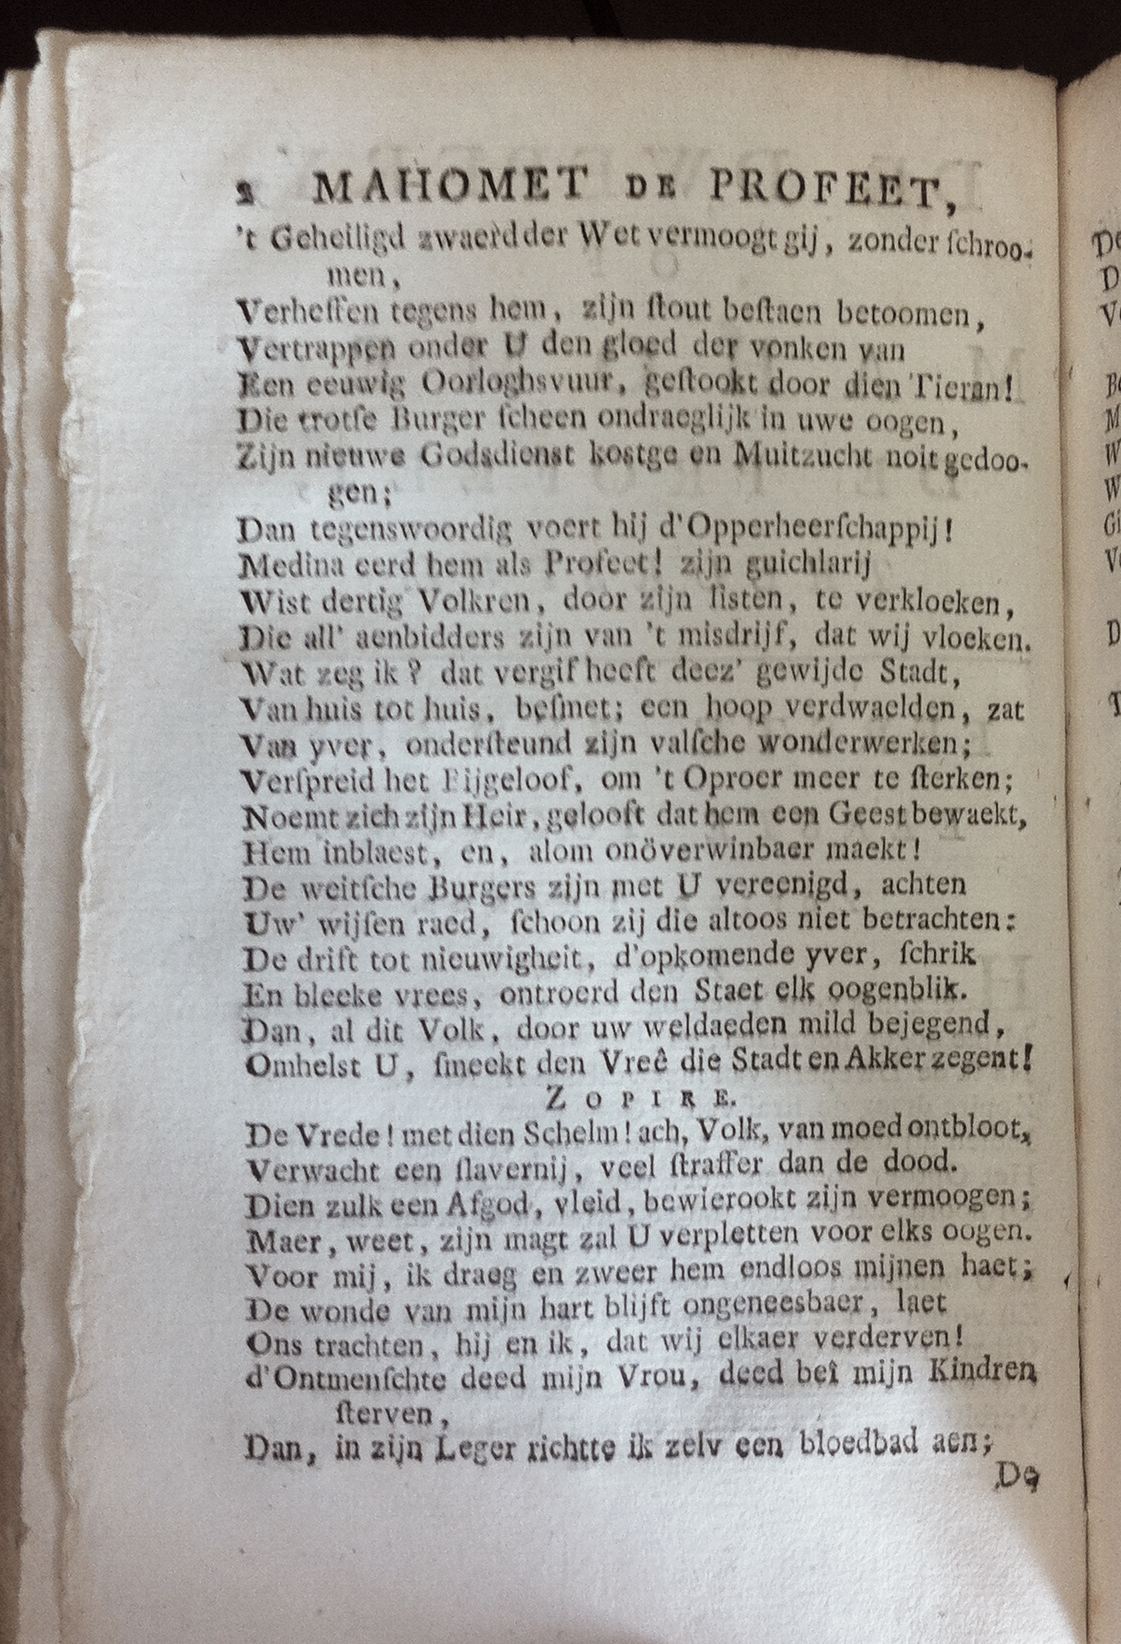 2 MAHOMET DE PROFEET,
't Geheiligd zwaerd der Wet vermoogt gij, zonder ſchroo-
men,
Verheffen tegens hem, zijn ſtout beſtaen betoomen,
Vertrappen onder U den gloed der vonken van
Een eeuwig Oorloghsvuur, geſtookt door dien Tieran!
Die trotſe Burger ſcheen ondraeglijk in uwe oogen,
Zijn nieuwe Godsdienst kostge en Muitzucht noit gedoo-
gen;
Dan tegenswoordig voert hij d'Opperheerſchappij!
Medina eerd hem als Profeet! zijn guichlarij
Wist dertig Volkren, door zijn listen, te verkloeken,
Die all' aenbidders zijn van 't misdrijf, dat wij vloeken.
Wat zeg ik? dat vergif heeft deez' gewijde Stadt,
Van huis tot huis, beſmet; een hoop verdwaelden, zat
Van yver, onderſteund zijn valſche wonderwerken;
Verſpreid het Bijgeloof, om 't Oproer meer te ſterken;
Noemt zich zijn Heir, gelooft dat hem een Geest bewaekt,
Hem inblaest, en, alom onöverwinbaer maekt!
De weitſche Burgers zijn met U vereenigd, achten
Uw' wijſen raed, ſchoon zij die altoos niet betrachten:
De drift tot nieuwigheit, d'opkomende yver, ſchrik
En bleeke vrees, ontroerd den Staet elk oogenblik.
Dan, al dit Volk, door uw weldaeden mild bejegend,
Omhelst U, ſmeekt den Vreê die Stadt en Akker zegent!
ZOPIRE.
De Vrede! met dien Schelm! ach, Volk, van moed ontbloot,
Verwacht een ſlavernij, veel ſtraffer dan de dood.
Dien zulk een Afgod, vleid, bewierookt zijn vermoogen;
Maer, weet, zijn magt zal U verpletten voor elks oogen.
Voor mij, ik draeg en zweer hem endloos mijnen haet;
De wonde van mijn hart blijft ongeneesbaer, laet
Ons trachten, hij en ik, dat wij elkaer verderven!
d'Ontmenſchte deed mijn Vrou, deed beî mijn Kindren
ſterven,
Dan, in zijn Leger richtte ik zelv een bloedbad aen;
De